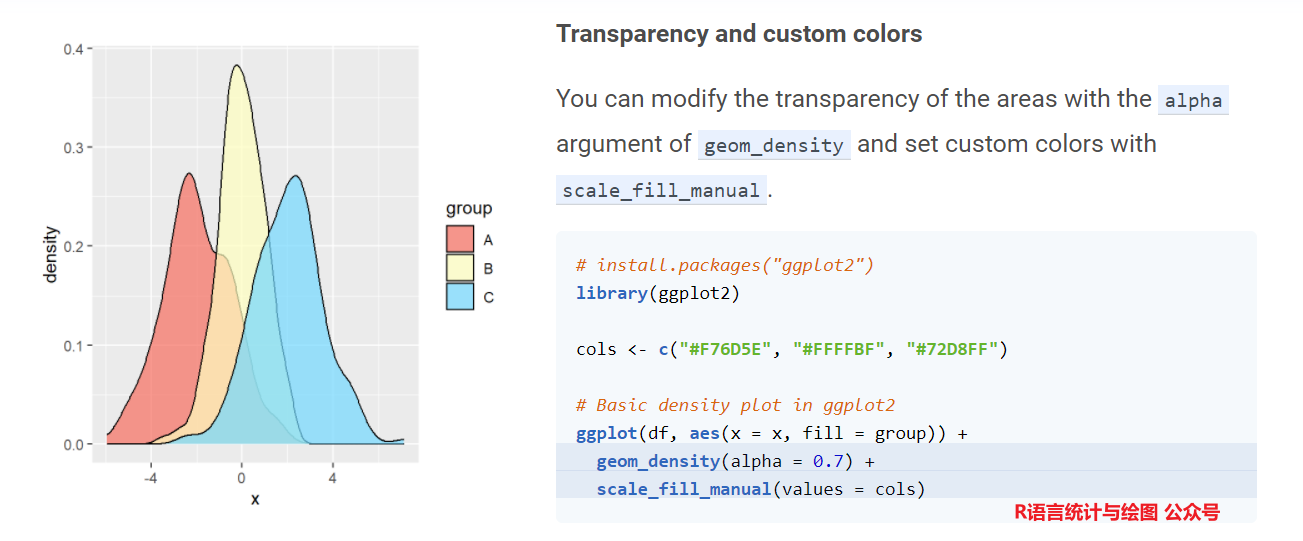 0.4
0.3
0.2
0.1
0.0
density
-4
0
4
x
group
A
B
C
Transparency and custom colors
You can modify the transparency of the areas with the alpha
argument of geom_density and set custom colors with
scale_fill_manual.
# install.packages("ggplot2")
library(ggplot2)
cols <- c("#F76D5E", "#FFFFBF", "#72D8FF")
# Basic density plot in ggplot2
ggplot(df, aes(x = x, fill = group)) +
geom_density(alpha = 0.7) +
scale_fill_manual(values = cols)
R语言统计与绘图 公众号